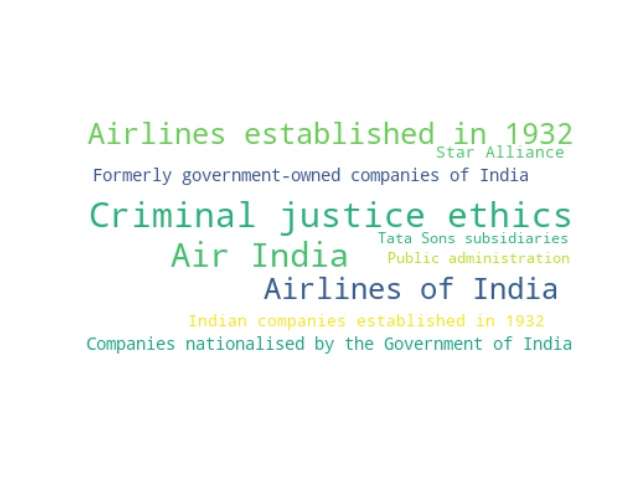 Airlines established in 1932
Star Alliance
Formerly government-owned companies of India
Criminal justice ethics
Tata Sons subsidiaries
Air India
Public administration
Airlines of India
Indian companies established in 1932
Companies nationalised by the Government of India